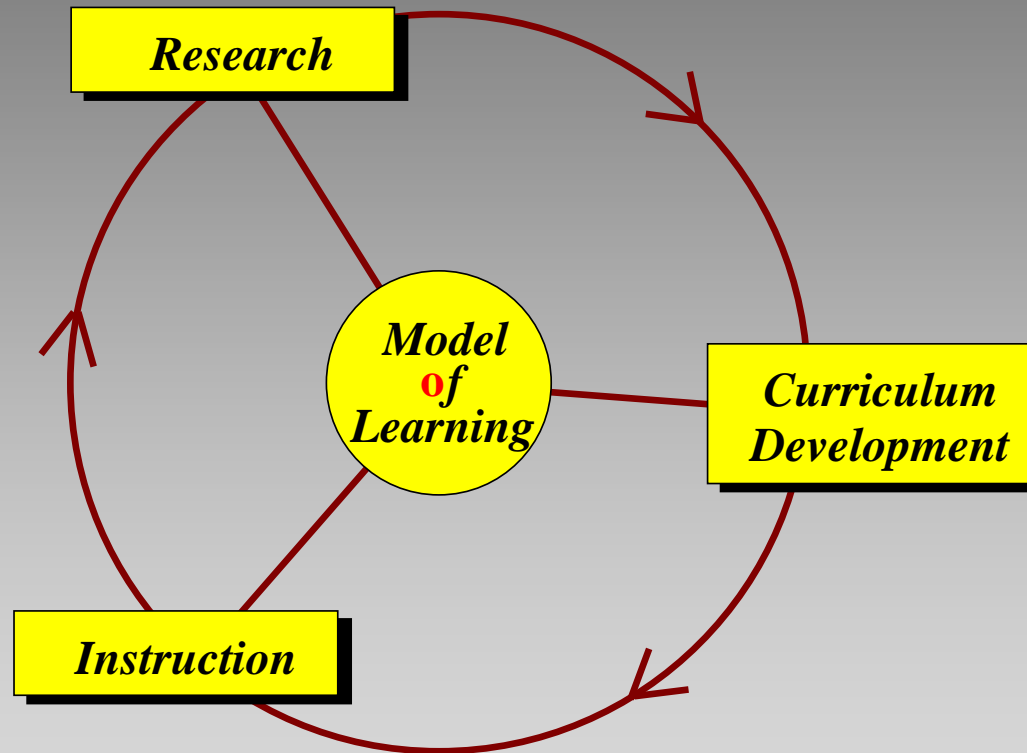 Research
Model
of
Learning
Curriculum
Development
Instruction